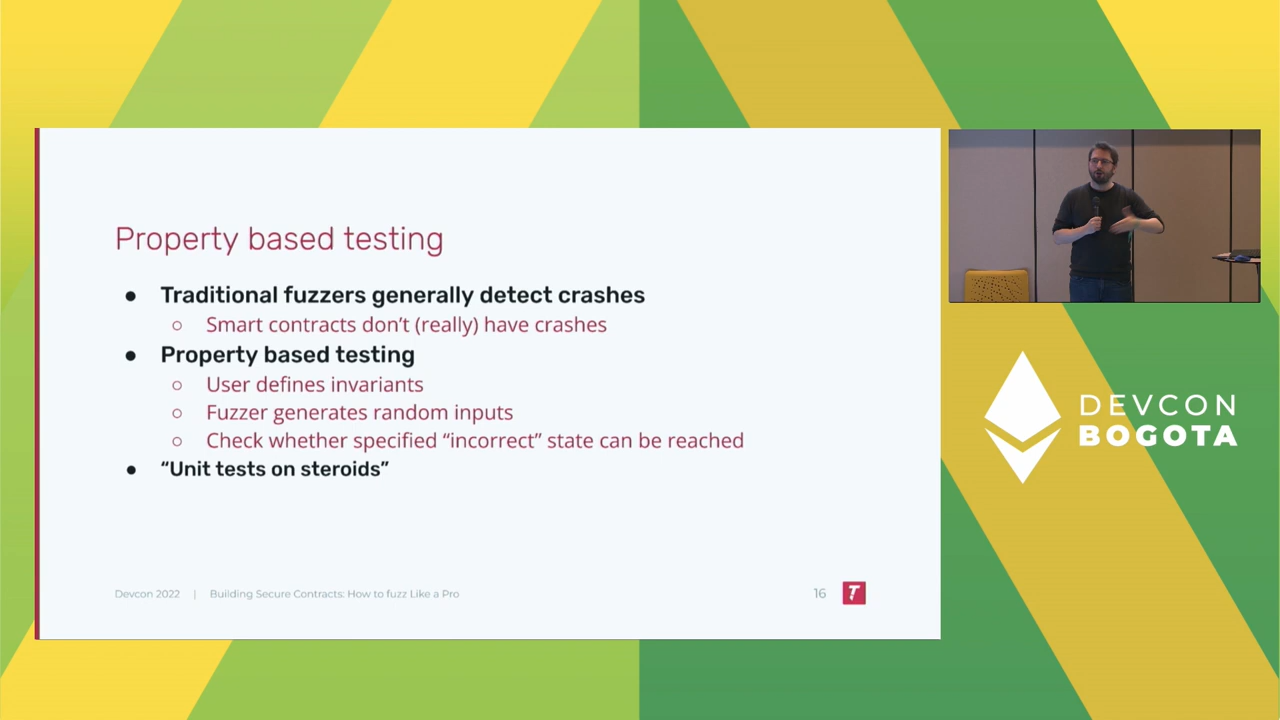 Property based testing
● Traditional fuzzers generally detect crashes
○ Smart contracts don’t (really) have crashes
● Property based testing
○ User defines invariants
○ Fuzzer generates random inputs
○ Check whether specified “incorrect” state can be reached
● “Unit tests on steroids”
Devcon 2022 | Building Secure Contracts: How to fuzz Like a Pro
16
T
DEVCON
BOGOTA